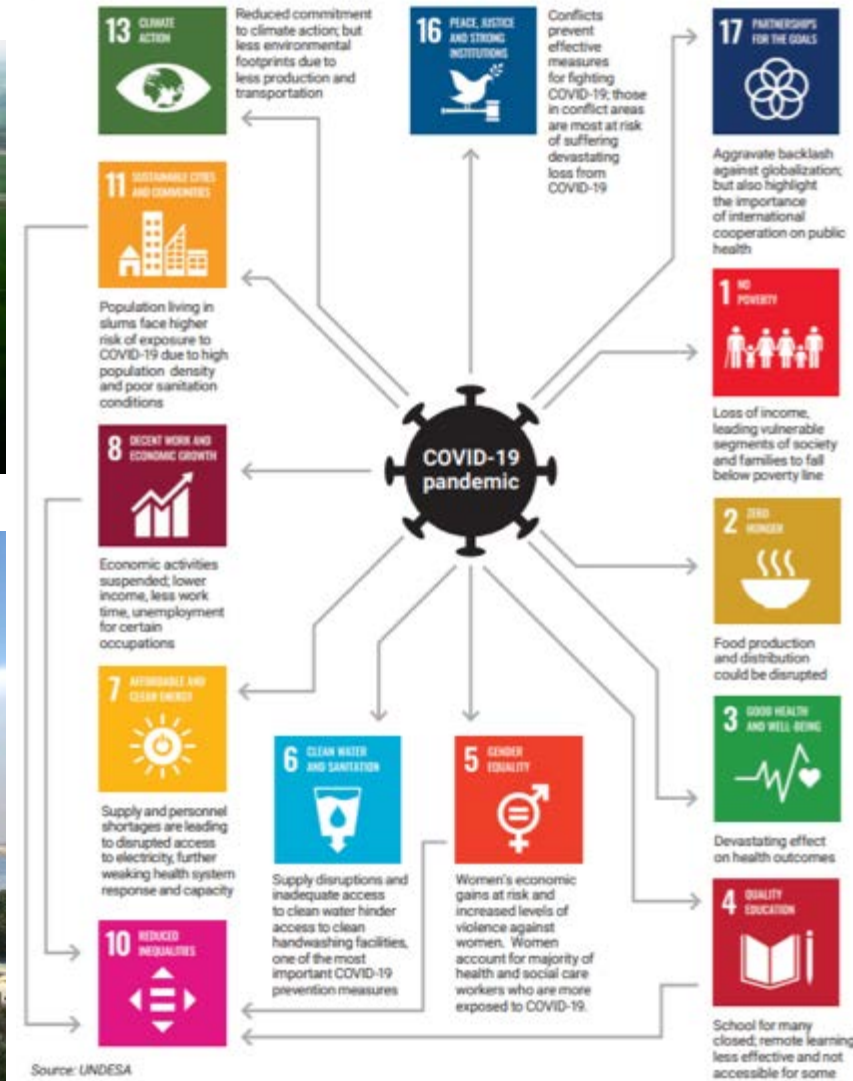 13 CLIMATE
ACTION
Reduced commitment
to climate action; but
less environmental
footprints due to
less production and
transportation
16 PEACE, JUSTICE
AND STRONG
INSTITUTIONS
Conflicts
prevent
effective
measures
for fighting
COVID-19; those
in conflict areas
are most at risk
of suffering
devastating
loss from
COVID-19
17 PARTNERSHIPS
FOR THE GOALS
Aggravate backlash
against globalization;
but also highlight
the importance
of international
cooperation on public
health
11 SUSTAINABLE CITIES
AND COMMUNITIES
Population living in
slums face higher
risk of exposure to
COVID-19 due to high
population density
and poor sanitation
conditions
1 NO
POVERTY
Loss of income,
leading vulnerable
segments of society
and families to fall
below poverty line
8 DECENT WORK AND
ECONOMIC GROWTH
Economic activities
suspended; lower
income, less work
time, unemployment
for certain
occupations
COVID-19
pandemic
2 ZERO
HUNGER
Food production
and distribution
could be disrupted
7 AFFORDABLE AND
CLEAN ENERGY
Supply and personnel
shortages are leading
to disrupted access
to electricity, further
weaking health system
response and capacity
6 CLEAN WATER
AND SANITATION
Supply disruptions and
inadequate access
to clean water hinder
access to clean
handwashing facilities,
one of the most
important COVID-19
prevention measures
5 GENDER
EQUALITY
Women's economic
gains at risk and
increased levels of
violence against
women. Women
account for majority of
health and social care
workers who are more
exposed to COVID-19.
3 GOOD HEALTH
AND WELL-BEING
Devastating effect
on health outcomes
4 QUALITY
EDUCATION
School for many
closed; remote learning
less effective and not
accessible for some
10 REDUCED
INEQUALITIES
Source: UNDESA